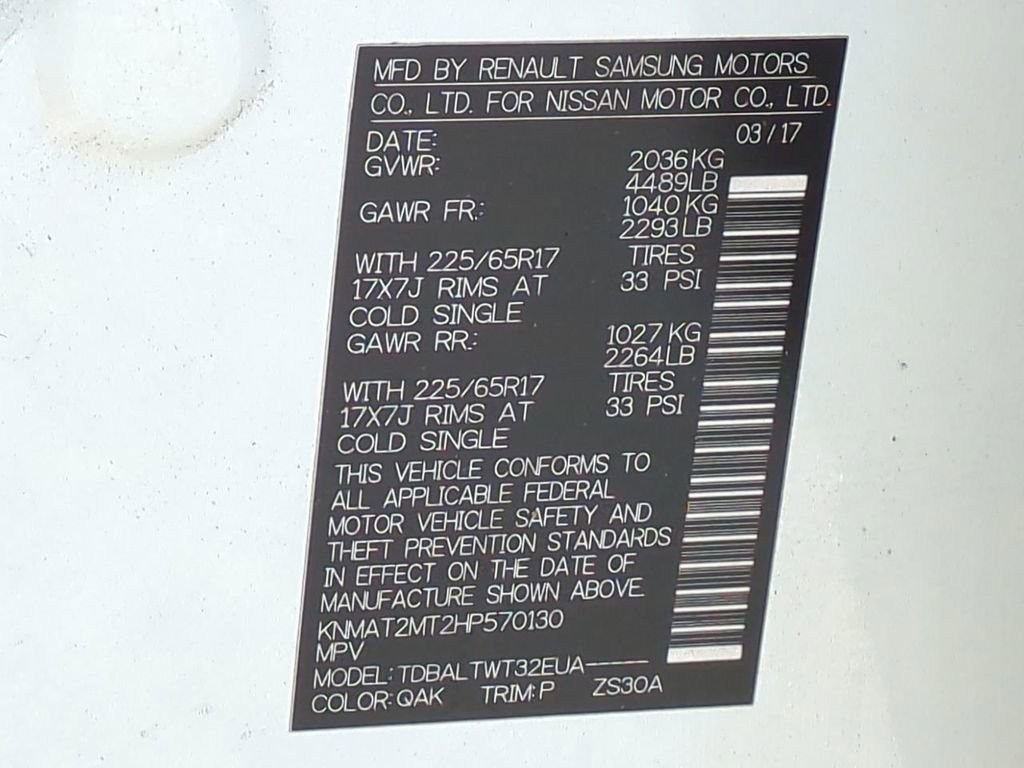 MFD BY RENAULT SAMSUNG MOTORS
CO., LTD. FOR NISSAN MOTOR CO., LTD.
DATE: 03/17
GVWR: 2036KG
4489LB
GAWR FR.: 1040KG
2293LB
WITH 225/65R17 TIRES
17X7J RIMS AT 33 PSI
COLD SINGLE
GAWR RR.: 1027KG
2264LB
WITH 225/65R17 TIRES
17X7J RIMS AT 33 PSI
COLD SINGLE
THIS VEHICLE CONFORMS TO
ALL APPLICABLE FEDERAL
MOTOR VEHICLE SAFETY AND
THEFT PREVENTION STANDARDS
IN EFFECT ON THE DATE OF
MANUFACTURE SHOWN ABOVE.
KNMAT2MT2HP570130
MPV
MODEL: TDBALTWT32EUA-----
COLOR: QAK TRIM: P ZS30A